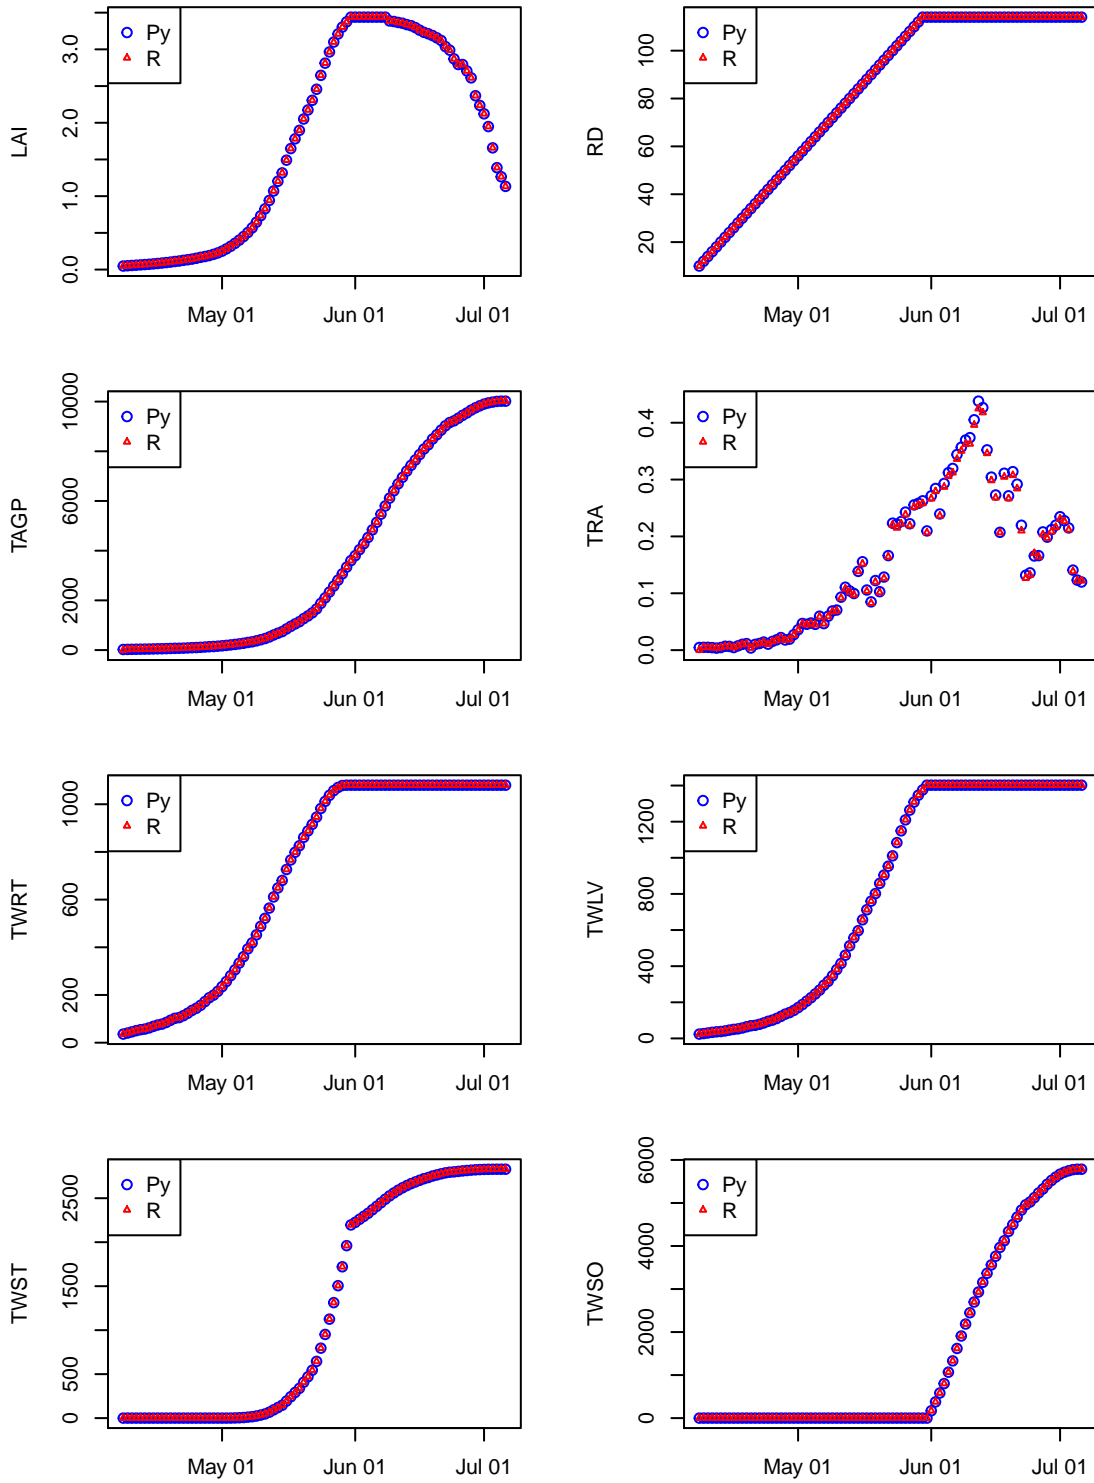 LAI
0.0
1.0
2.0
3.0
Py
R
May 01
Jun 01
Jul 01
RD
20
40
60
80
100
Py
R
May 01
Jun 01
Jul 01
TAGP
0
2000
6000
10000
Py
R
May 01
Jun 01
Jul 01
TRA
0.0
0.1
0.2
0.3
0.4
Py
R
May 01
Jun 01
Jul 01
TWRT
0
200
600
1000
Py
R
May 01
Jun 01
Jul 01
TWLV
0
400
800
1200
Py
R
May 01
Jun 01
Jul 01
TWST
0
500
1500
2500
Py
R
May 01
Jun 01
Jul 01
TWSO
0
2000
4000
6000
Py
R
May 01
Jun 01
Jul 01